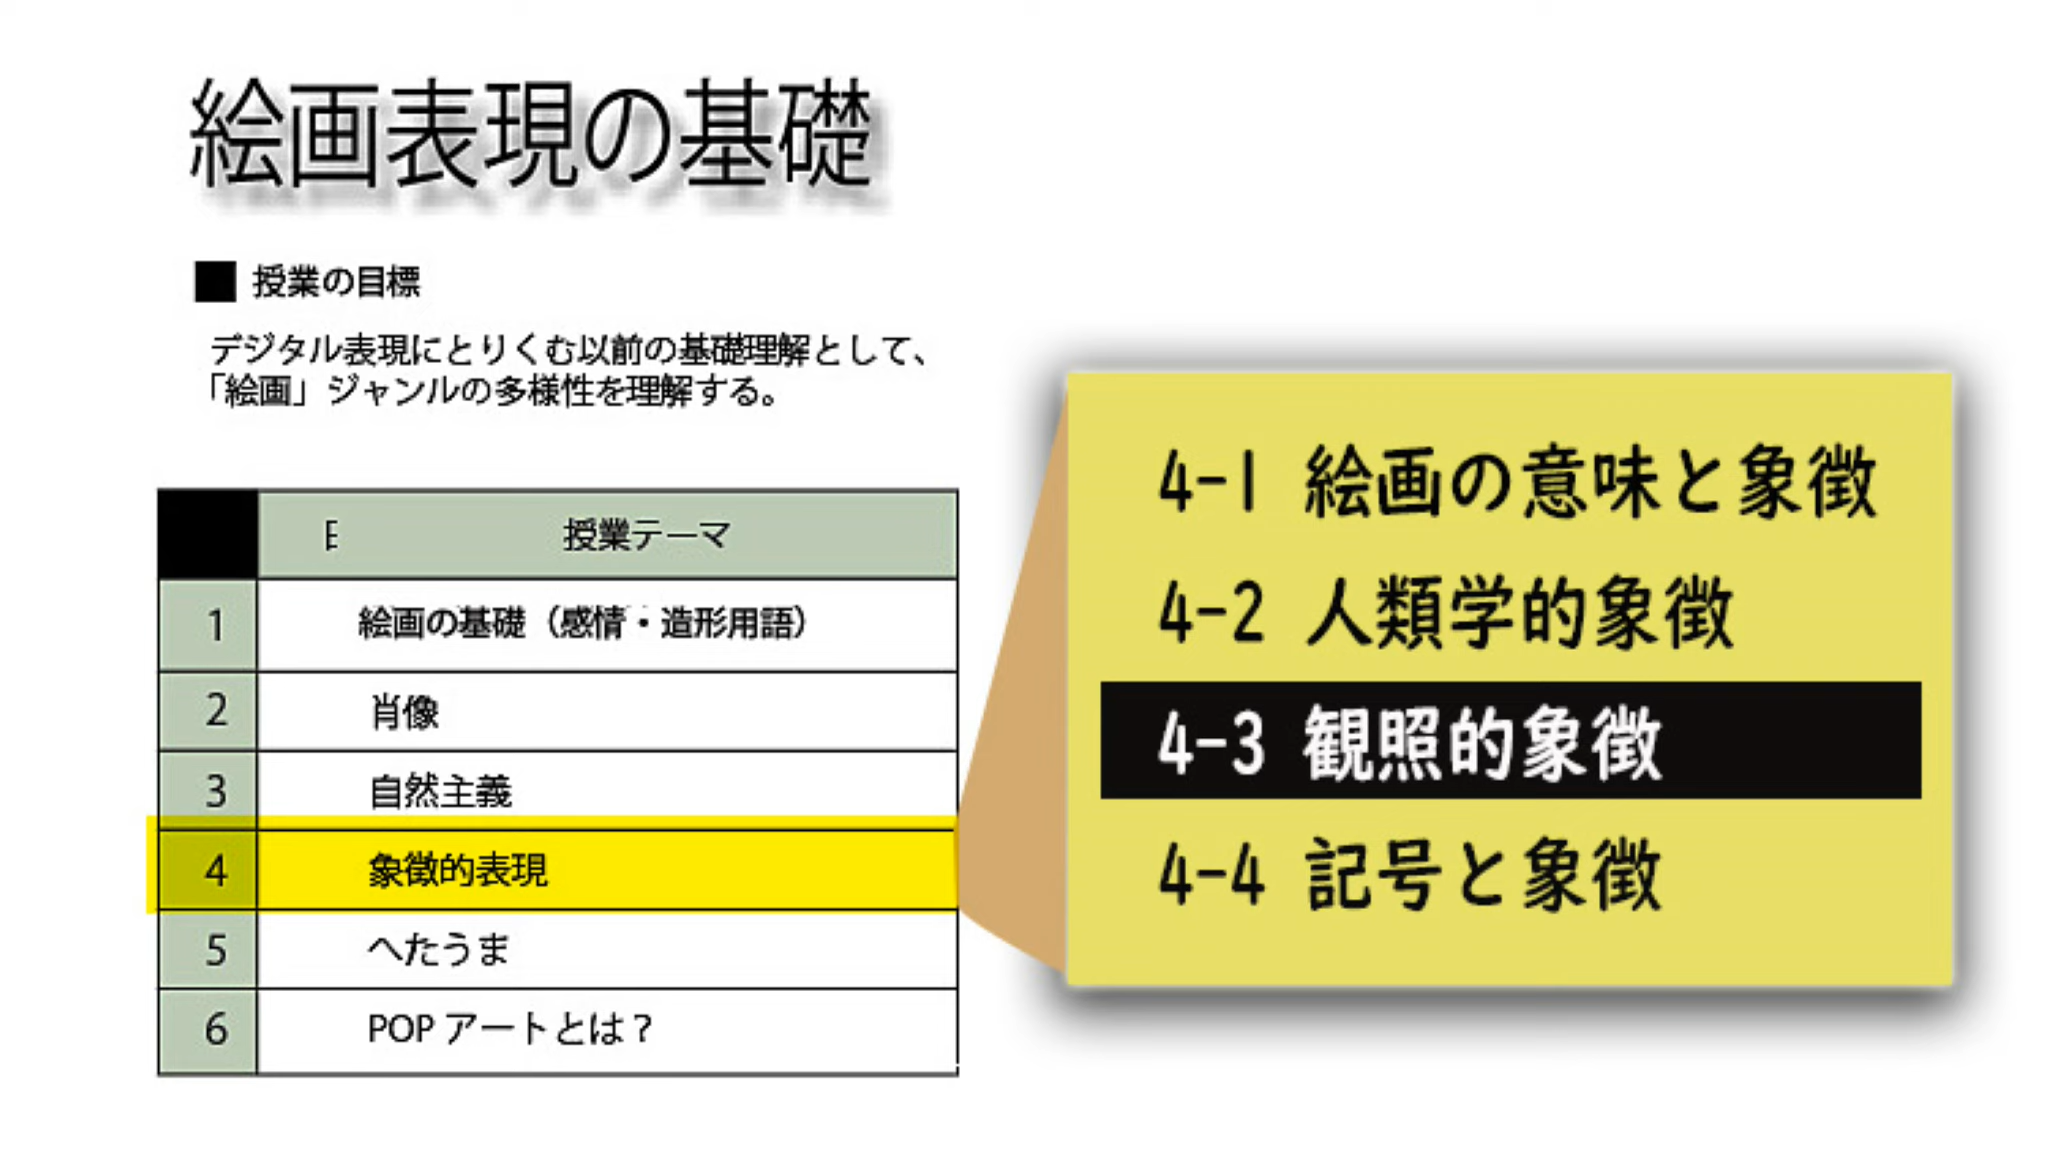 絵画表現の基礎
■ 授業の目標
デジタル表現にとりくむ以前の基礎理解として、
「絵画」ジャンルの多様性を理解する。
授業テーマ
1 絵画の基礎（感情・造形用語）
2 肖像
3 自然主義
4 象徴的表現
5 へたうま
6 POPアートとは？
4-1 絵画の意味と象徴
4-2 人類学的象徴
4-3 観照的象徴
4-4 記号と象徴